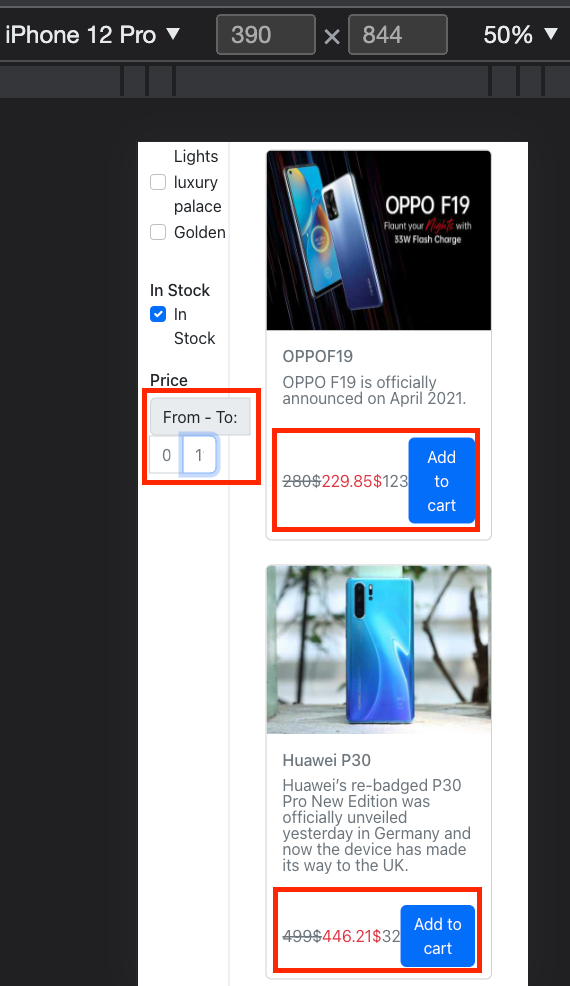 iPhone 12 Pro ▼ 390 × 844 50% ▼
Lights
luxury
palace
Golden
In Stock
In
Stock
Price
From - To:
0 1
OPPO F19
Flaunt your Nights with
33W Flash Charge
OPPOF19
OPPO F19 is officially
announced on April 2021.
280$229.85$123
Add
to
cart
Huawei P30
Huawei’s re-badged P30
Pro New Edition was
officially unveiled
yesterday in Germany and
now the device has made
its way to the UK.
499$446.21$32
Add to
cart